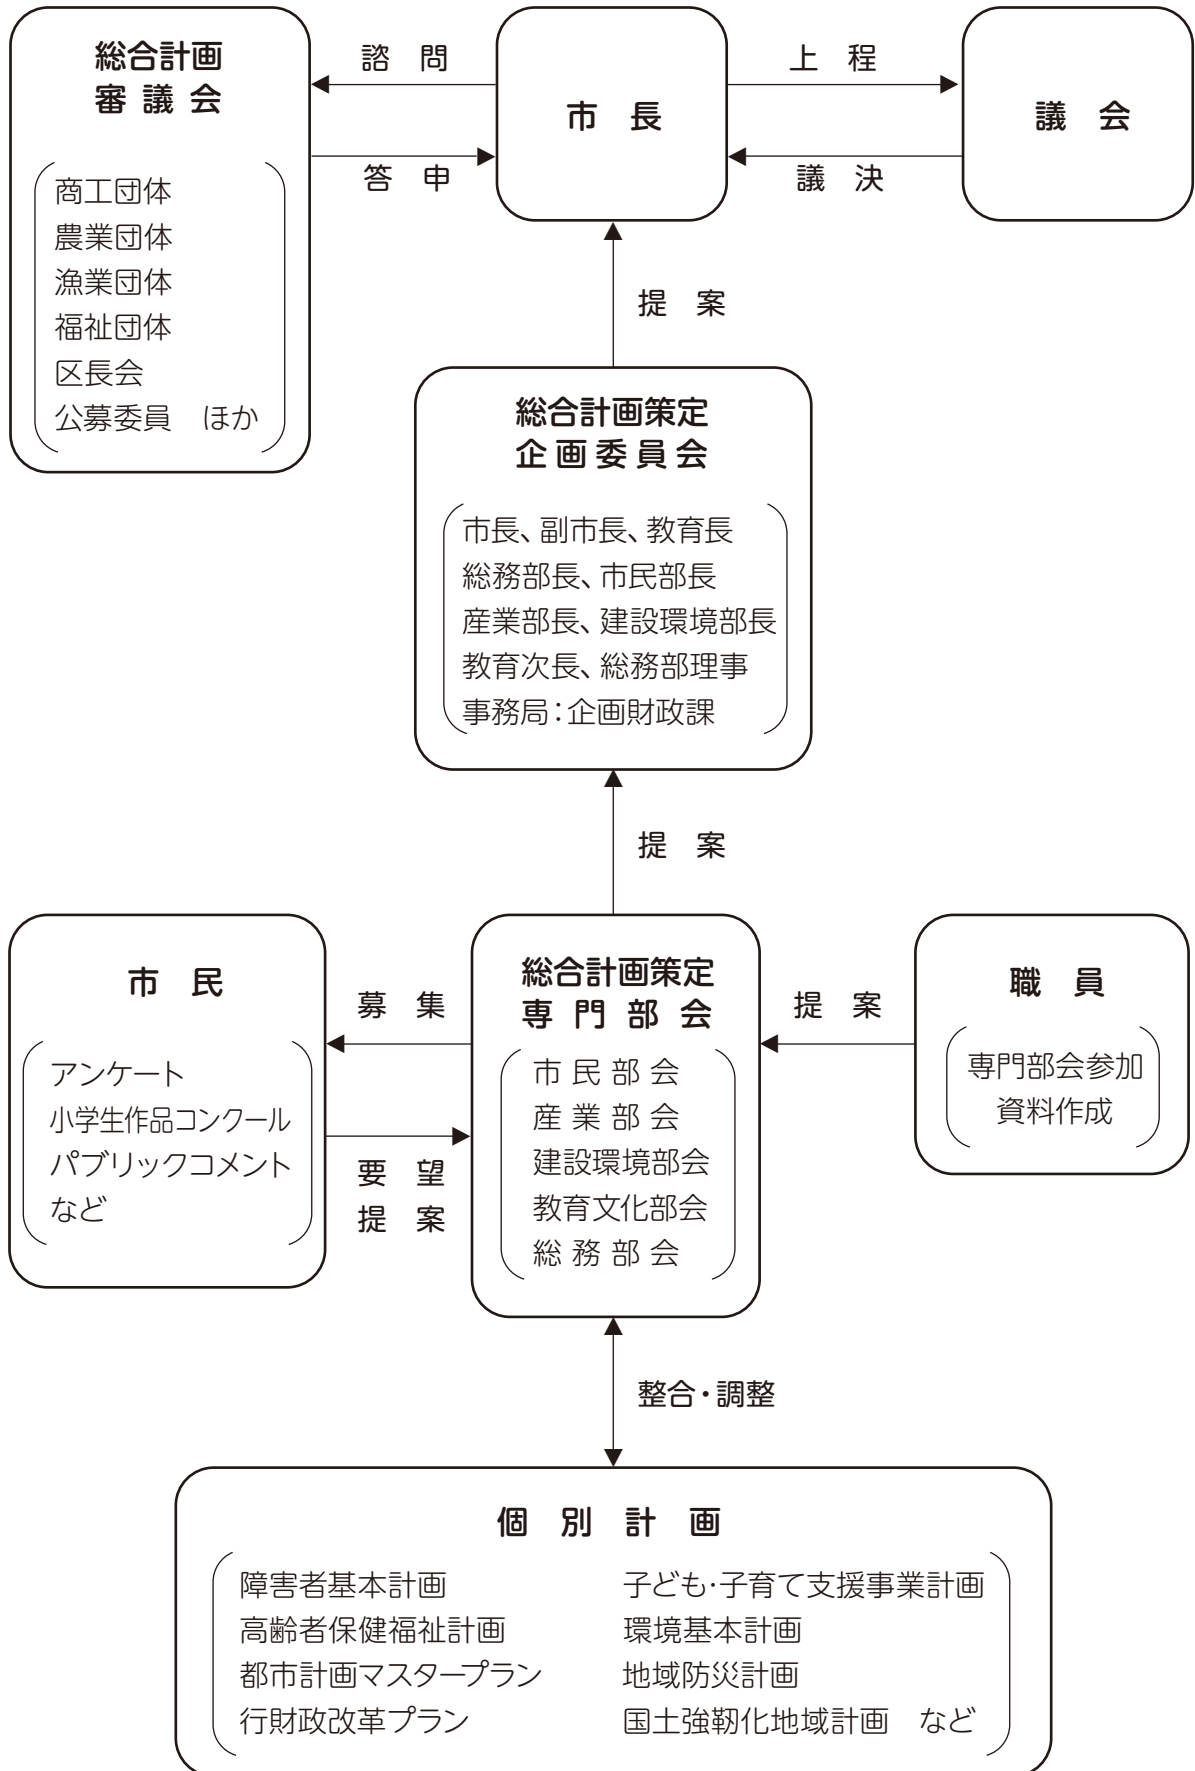 総合計画
審議会
商工団体
農業団体
漁業団体
福祉団体
区長会
公募委員　ほか
諮　問
答　申
市　長
上　程
議　決
議　会
提　案
総合計画策定
企画委員会
市長、副市長、教育長
総務部長、市民部長
産業部長、建設環境部長
教育次長、総務部理事
事務局：企画財政課
提　案
市　民
アンケート
小学生作品コンクール
パブリックコメント
など
募　集
要　望
提　案
総合計画策定
専門部会
市民部会
産業部会
建設環境部会
教育文化部会
総務部会
提　案
職　員
専門部会参加
資料作成
整合・調整
個　別　計　画
障害者基本計画
高齢者保健福祉計画
都市計画マスタープラン
行財政改革プラン
子ども・子育て支援事業計画
環境基本計画
地域防災計画
国土強靭化地域計画　など